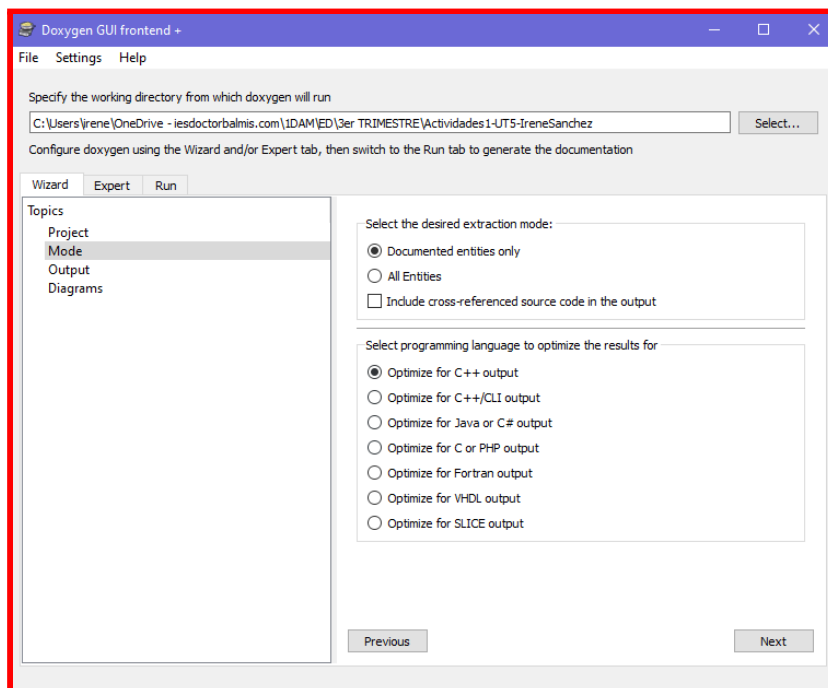 Doxygen GUI frontend +
File Settings Help
Specify the working directory from which doxygen will run
C:\Users\irene\OneDrive - iesdoctorbalmis.com\1DAM\ED\3er TRIMESTRE\Actividades1-UT5-IreneSanchez
Select...
Configure doxygen using the Wizard and/or Expert tab, then switch to the Run tab to generate the documentation
Wizard Expert Run
Topics
Project
Mode
Output
Diagrams
Select the desired extraction mode:
Documented entities only
All Entities
Include cross-referenced source code in the output
Select programming language to optimize the results for
Optimize for C++ output
Optimize for C++/CLI output
Optimize for Java or C# output
Optimize for C or PHP output
Optimize for Fortran output
Optimize for VHDL output
Optimize for SLICE output
Previous
Next